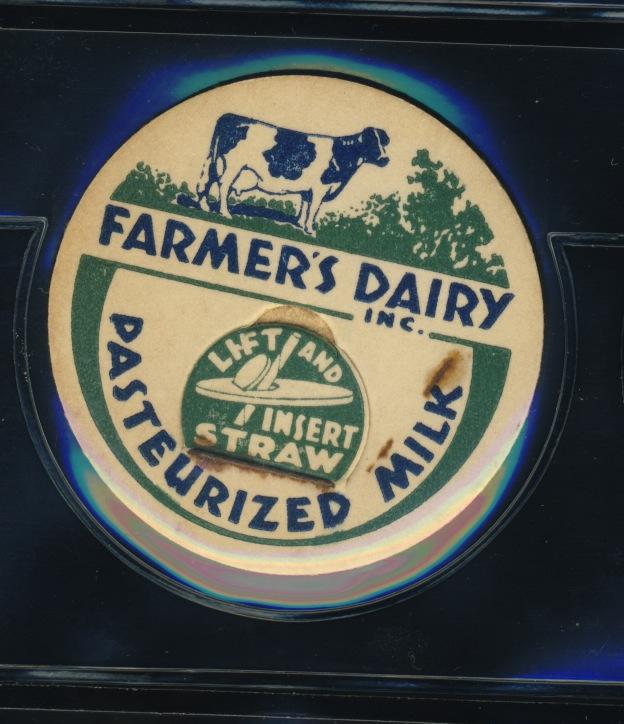 FARMER'S DAIRY
INC.
LIFT AND
INSERT
STRAW
PASTEURIZED MILK